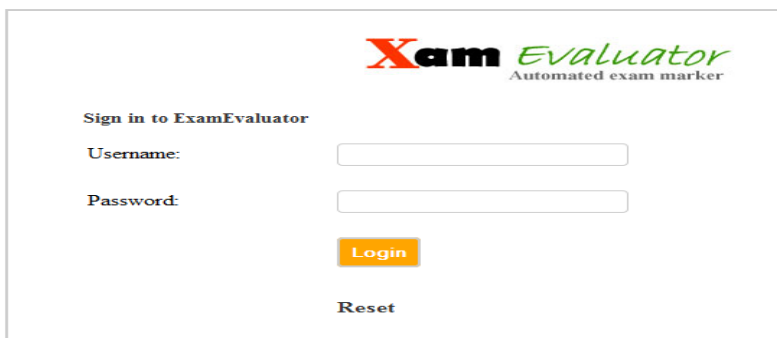 Xam Evaluator
Automated exam marker
Sign in to ExamEvaluator
Username:
Password:
Login
Reset